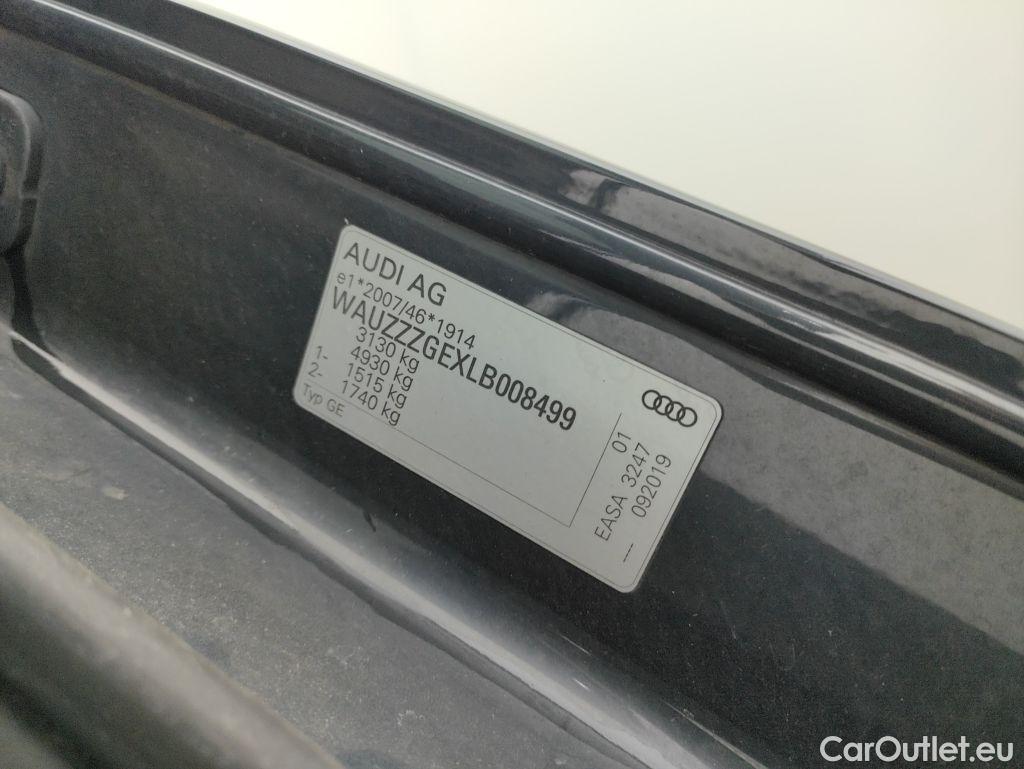 AUDI AG
e1*2007/46*1914
WAUZZZGEXLB008499
3130 kg
4930 kg
1- 1515 kg
2- 1740 kg
Typ GE
01
EASA 3247
— 092019
CarOutlet.eu